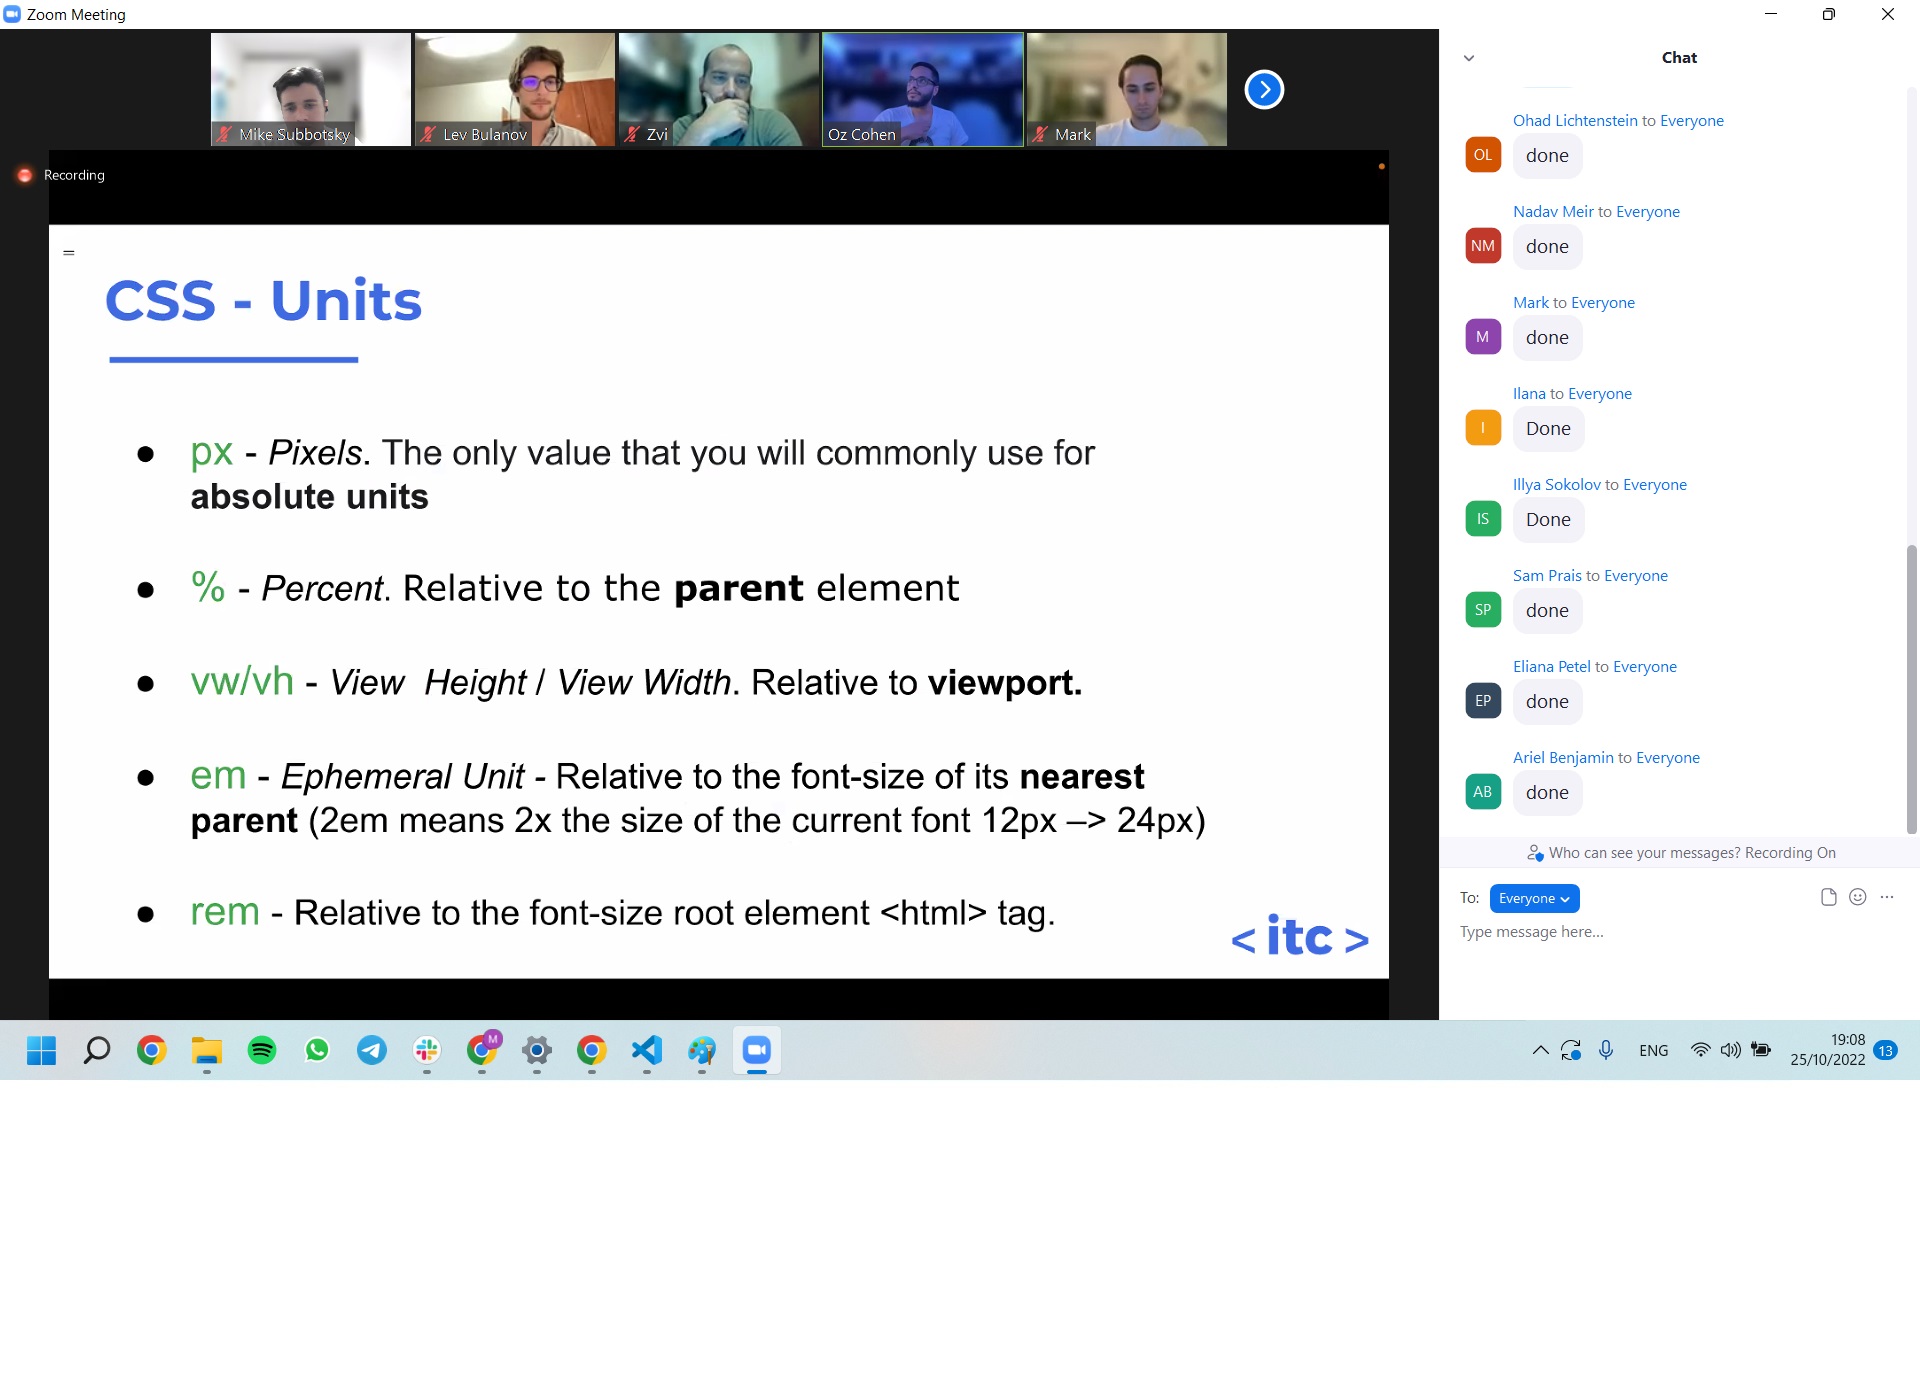 Zoom Meeting
Mike Subbotsky
Lev Bulanov
Zvi
Oz Cohen
Mark
Recording
CSS - Units
● px - Pixels. The only value that you will commonly use for
absolute units
● % - Percent. Relative to the parent element
● vw/vh - View  Height / View Width. Relative to viewport.
● em - Ephemeral Unit - Relative to the font-size of its nearest
parent (2em means 2x the size of the current font 12px –> 24px)
● rem - Relative to the font-size root element <html> tag.
<itc>
Chat
Ohad Lichtenstein to Everyone
OL
done
Nadav Meir to Everyone
NM
done
Mark to Everyone
M
done
Ilana to Everyone
I
Done
Illya Sokolov to Everyone
IS
Done
Sam Prais to Everyone
SP
done
Eliana Petel to Everyone
EP
done
Ariel Benjamin to Everyone
AB
done
Who can see your messages? Recording On
To: Everyone
Type message here...
M
ENG
19:08
25/10/2022
13